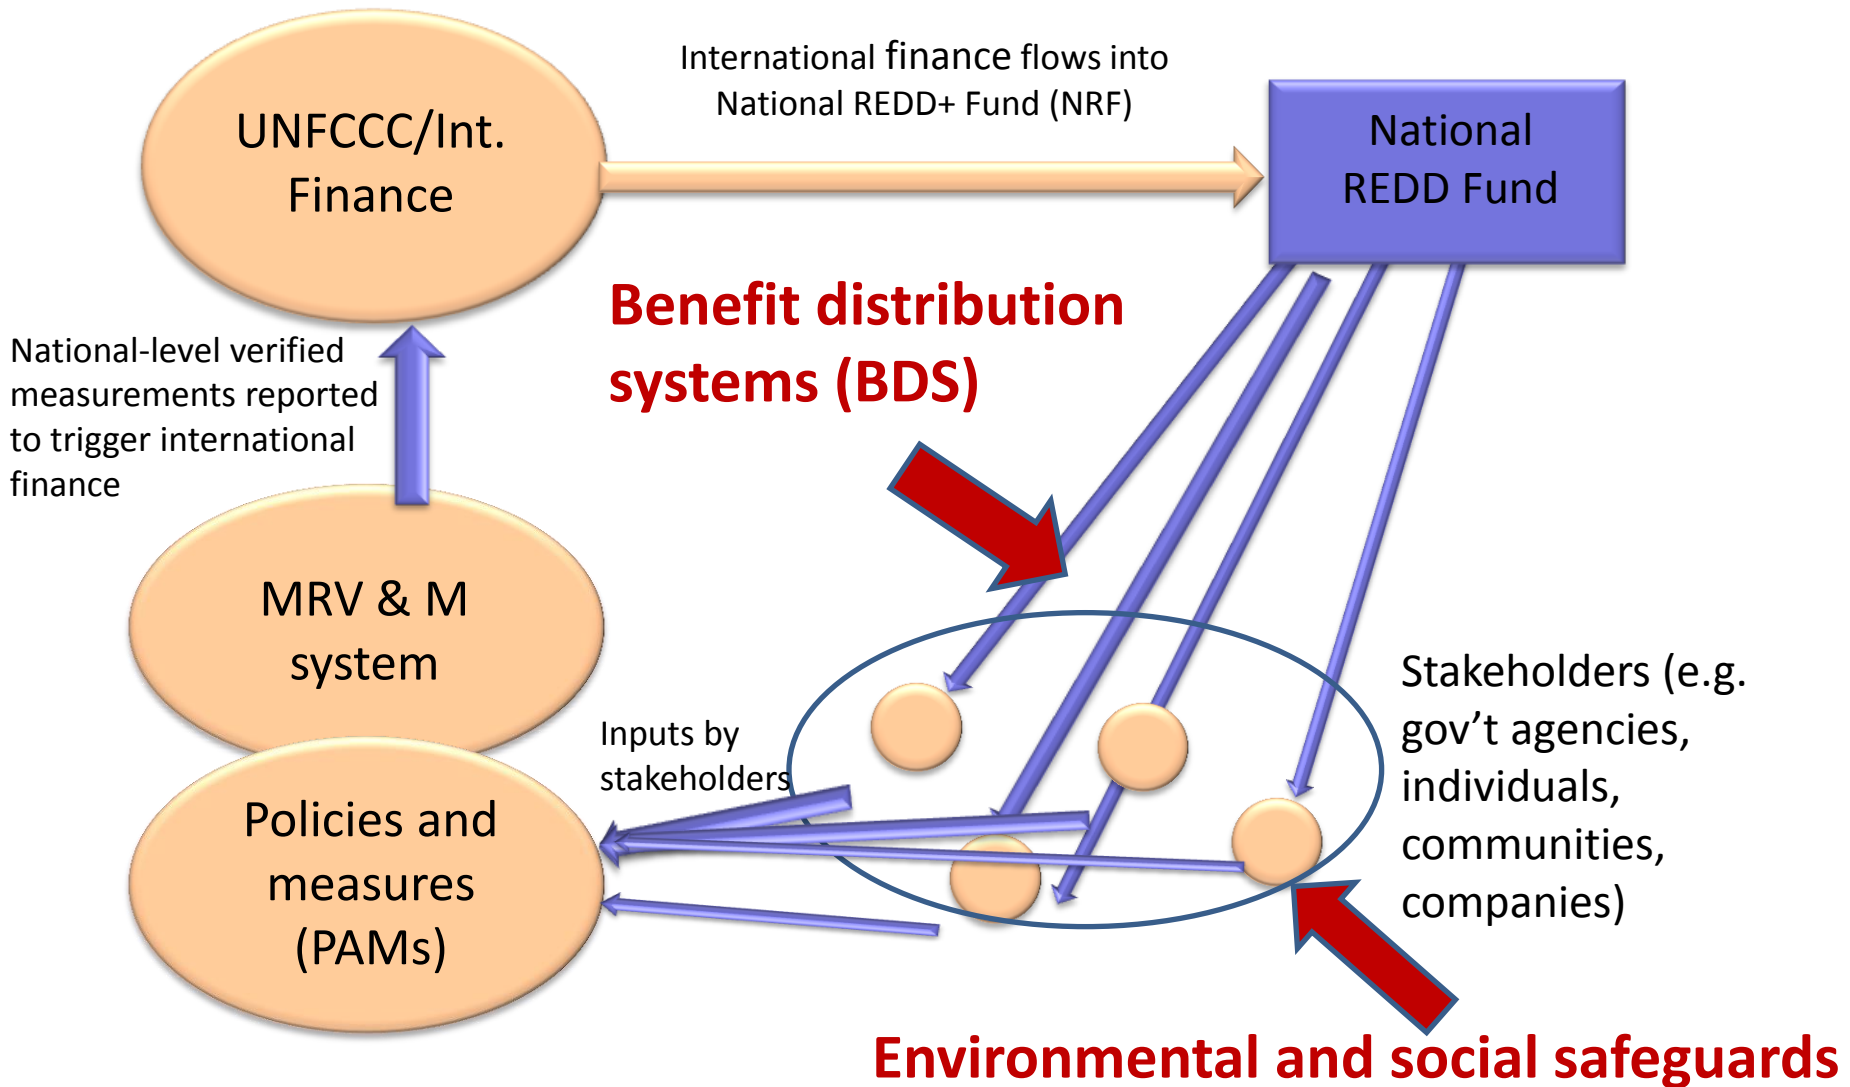 UNFCCC/Int.
Finance
International finance flows into
National REDD+ Fund (NRF)
National
REDD Fund
Benefit distribution
systems (BDS)
National-level verified
measurements reported
to trigger international
finance
MRV & M
system
Inputs by
stakeholders
Policies and
measures
(PAMs)
Stakeholders (e.g.
gov’t agencies,
individuals,
communities,
companies)
Environmental and social safeguards